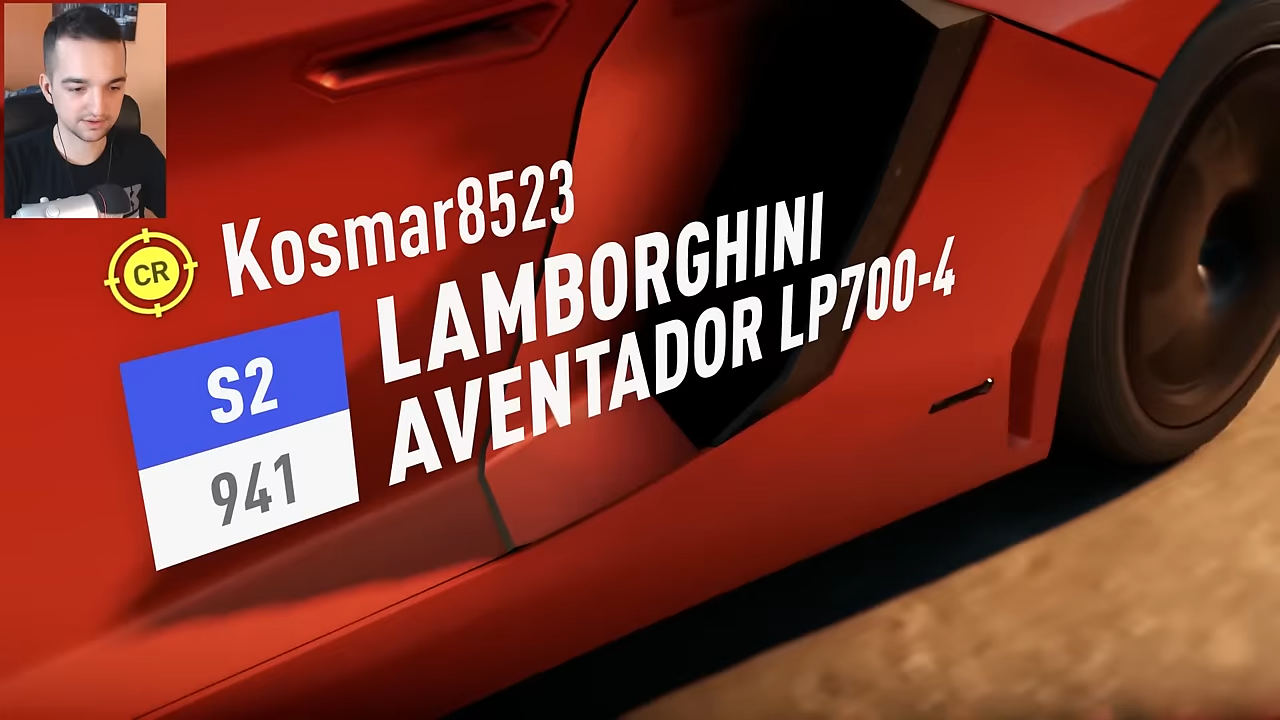 Kosmar8523
CR
LAMBORGHINI
AVENTADOR LP700-4
S2
941